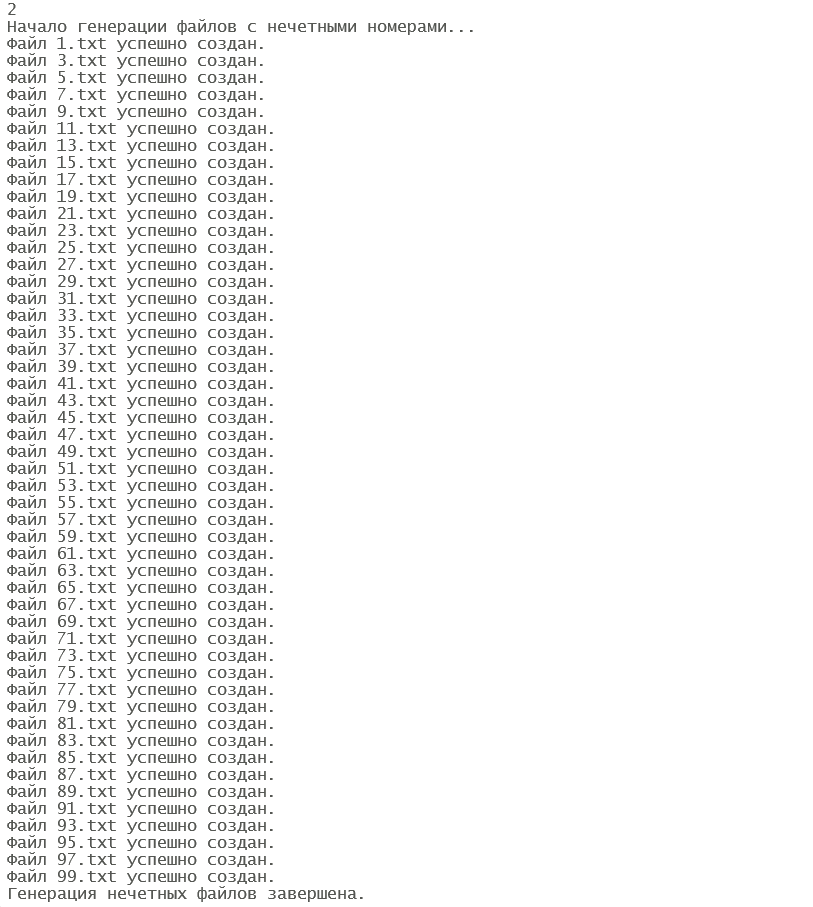 2
Начало генерации файлов с нечетными номерами...
Файл 1.txt успешно создан.
Файл 3.txt успешно создан.
Файл 5.txt успешно создан.
Файл 7.txt успешно создан.
Файл 9.txt успешно создан.
Файл 11.txt успешно создан.
Файл 13.txt успешно создан.
Файл 15.txt успешно создан.
Файл 17.txt успешно создан.
Файл 19.txt успешно создан.
Файл 21.txt успешно создан.
Файл 23.txt успешно создан.
Файл 25.txt успешно создан.
Файл 27.txt успешно создан.
Файл 29.txt успешно создан.
Файл 31.txt успешно создан.
Файл 33.txt успешно создан.
Файл 35.txt успешно создан.
Файл 37.txt успешно создан.
Файл 39.txt успешно создан.
Файл 41.txt успешно создан.
Файл 43.txt успешно создан.
Файл 45.txt успешно создан.
Файл 47.txt успешно создан.
Файл 49.txt успешно создан.
Файл 51.txt успешно создан.
Файл 53.txt успешно создан.
Файл 55.txt успешно создан.
Файл 57.txt успешно создан.
Файл 59.txt успешно создан.
Файл 61.txt успешно создан.
Файл 63.txt успешно создан.
Файл 65.txt успешно создан.
Файл 67.txt успешно создан.
Файл 69.txt успешно создан.
Файл 71.txt успешно создан.
Файл 73.txt успешно создан.
Файл 75.txt успешно создан.
Файл 77.txt успешно создан.
Файл 79.txt успешно создан.
Файл 81.txt успешно создан.
Файл 83.txt успешно создан.
Файл 85.txt успешно создан.
Файл 87.txt успешно создан.
Файл 89.txt успешно создан.
Файл 91.txt успешно создан.
Файл 93.txt успешно создан.
Файл 95.txt успешно создан.
Файл 97.txt успешно создан.
Файл 99.txt успешно создан.
Генерация нечетных файлов завершена.